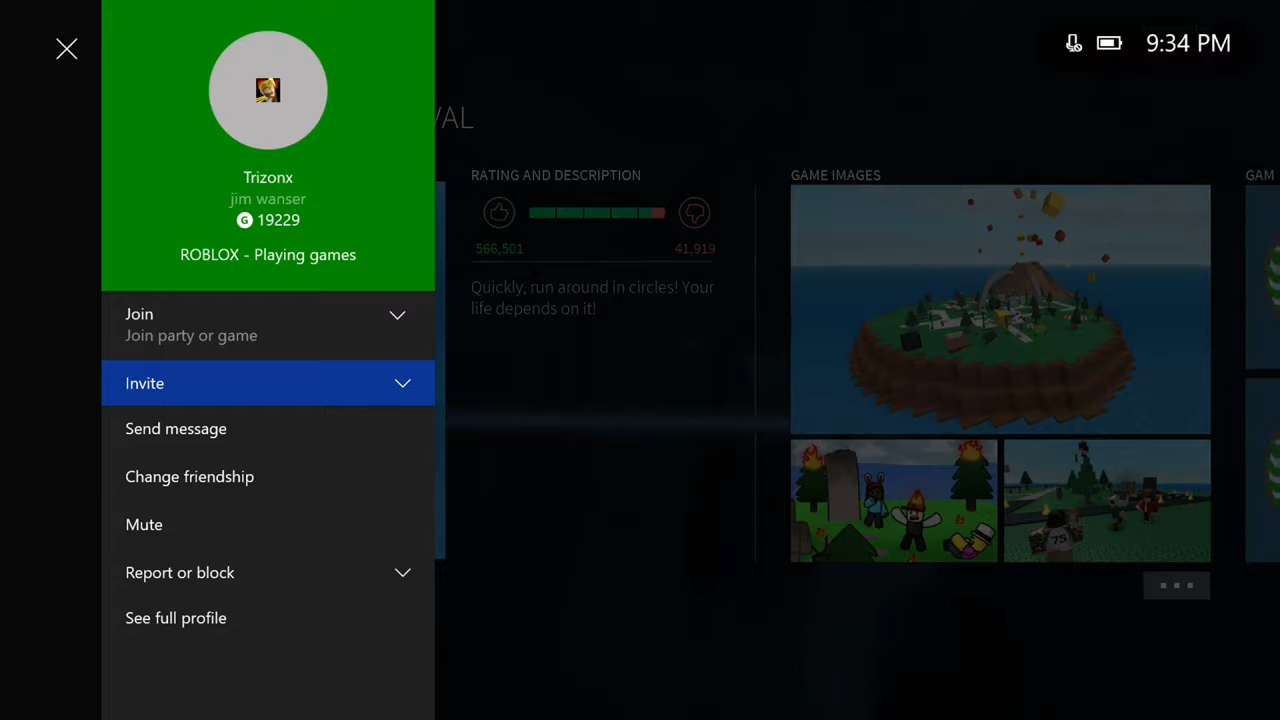 9:34 PM
Trizonx
jim wanser
G 19229
ROBLOX - Playing games
Join
Join party or game
Invite
Send message
Change friendship
Mute
Report or block
See full profile
VAL
RATING AND DESCRIPTION
566,501
41,919
Quickly, run around in circles! Your
life depends on it!
GAME IMAGES
75
GAM